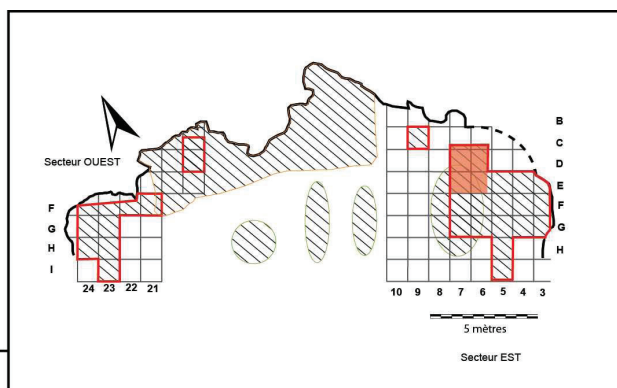 Secteur OUEST
B
C
D
E
F
G
H
F
G
H
I
24 23 22 21
10 9 8 7 6 5 4 3
5 mètres
Secteur EST